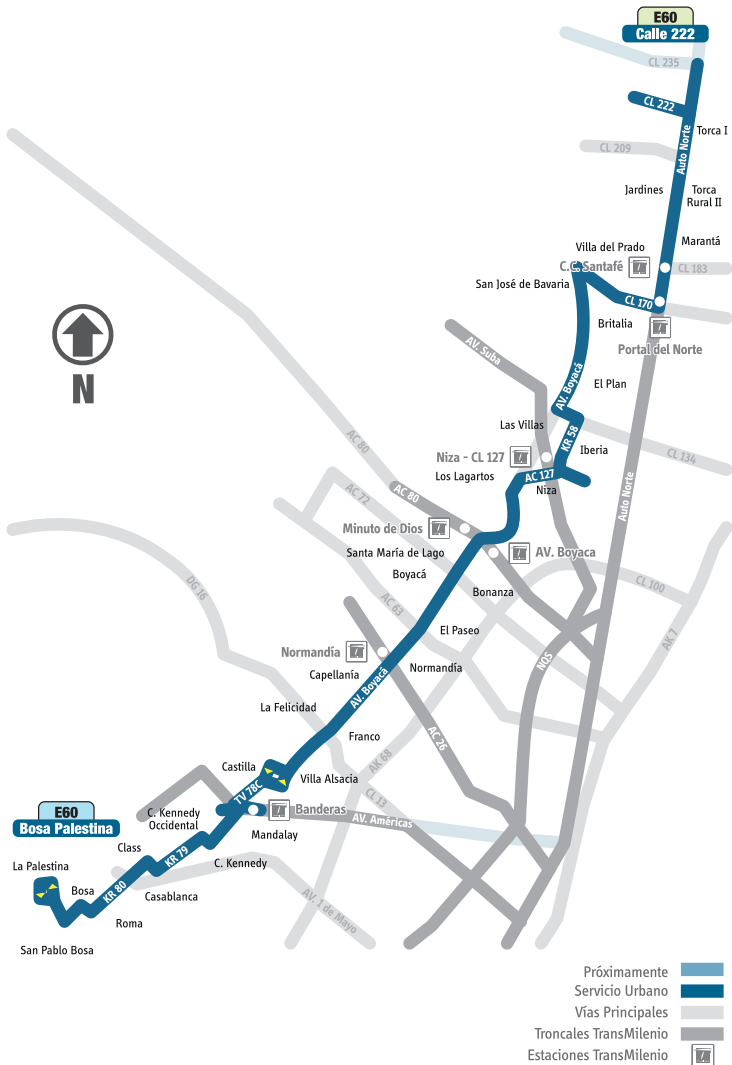 E60
Calle 222
CL 235
CL 222
Torca I
Auto Norte
CL 209
Jardines
Torca
Rural II
Marantá
Villa del Prado
C.C. Santafé
CL 183
San José de Bavaria
CL 170
Britalia
Portal del Norte
N
AV. Suba
AV. Boyacá
El Plan
Las Villas
KR 58
Iberia
CL 134
AC 80
Niza - CL 127
Los Lagartos
AC 127
Niza
AC 72
AC 80
Auto Norte
Minuto de Dios
Santa María de Lago
AV. Boyaca
Boyacá
Bonanza
CL 100
DG 16
AC 63
El Paseo
AK 7
Normandía
Normandía
NQS
Capellanía
AV. Boyacá
La Felicidad
Franco
AC 26
AK 68
Castilla
Villa Alsacia
TV 78C
CL 13
E60
Bosa Palestina
C. Kennedy
Occidental
Banderas
AV. Américas
Mandalay
Class
KR 79
C. Kennedy
La Palestina
Bosa
KR 80
Casablanca
AV. 1 de Mayo
Roma
San Pablo Bosa
Próximamente
Servicio Urbano
Vías Principales
Troncales TransMilenio
Estaciones TransMilenio